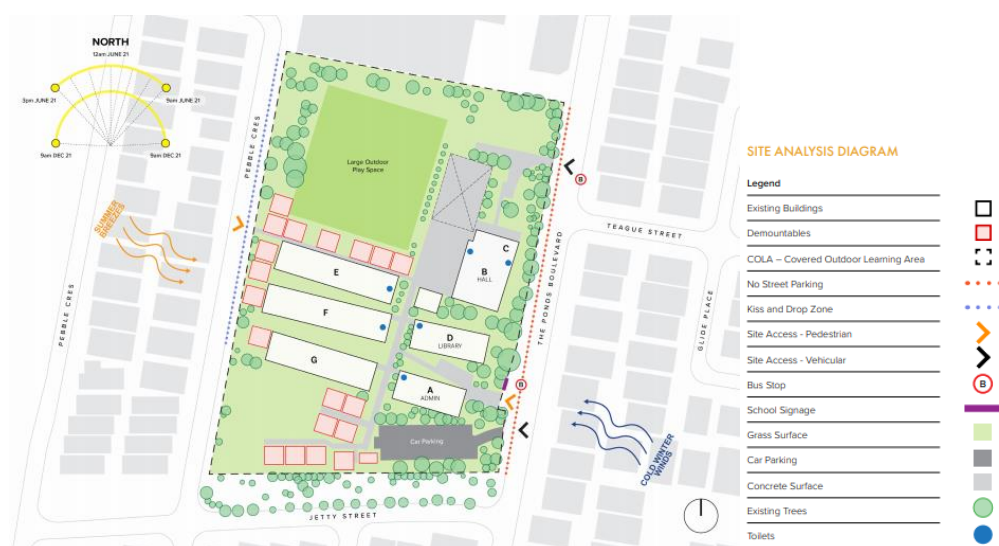 NORTH
12am JUNE 21
3pm JUNE 21
9am JUNE 21
9am DEC 21
9am DEC 21
PEBBLE CRES
SUMMER
BREEZES
PEBBLE CRES
Large Outdoor
Play Space
B
TEAGUE STREET
THE PONDS BOULEVARD
GLIDE PLACE
C
B
HALL
E
F
D
LIBRARY
G
A
ADMIN
B
Car Parking
COLD WINTER
WINDS
JETTY STREET
SITE ANALYSIS DIAGRAM
Legend
Existing Buildings
Demountables
COLA – Covered Outdoor Learning Area
No Street Parking
Kiss and Drop Zone
Site Access - Pedestrian
Site Access - Vehicular
Bus Stop
B
School Signage
Grass Surface
Car Parking
Concrete Surface
Existing Trees
Toilets